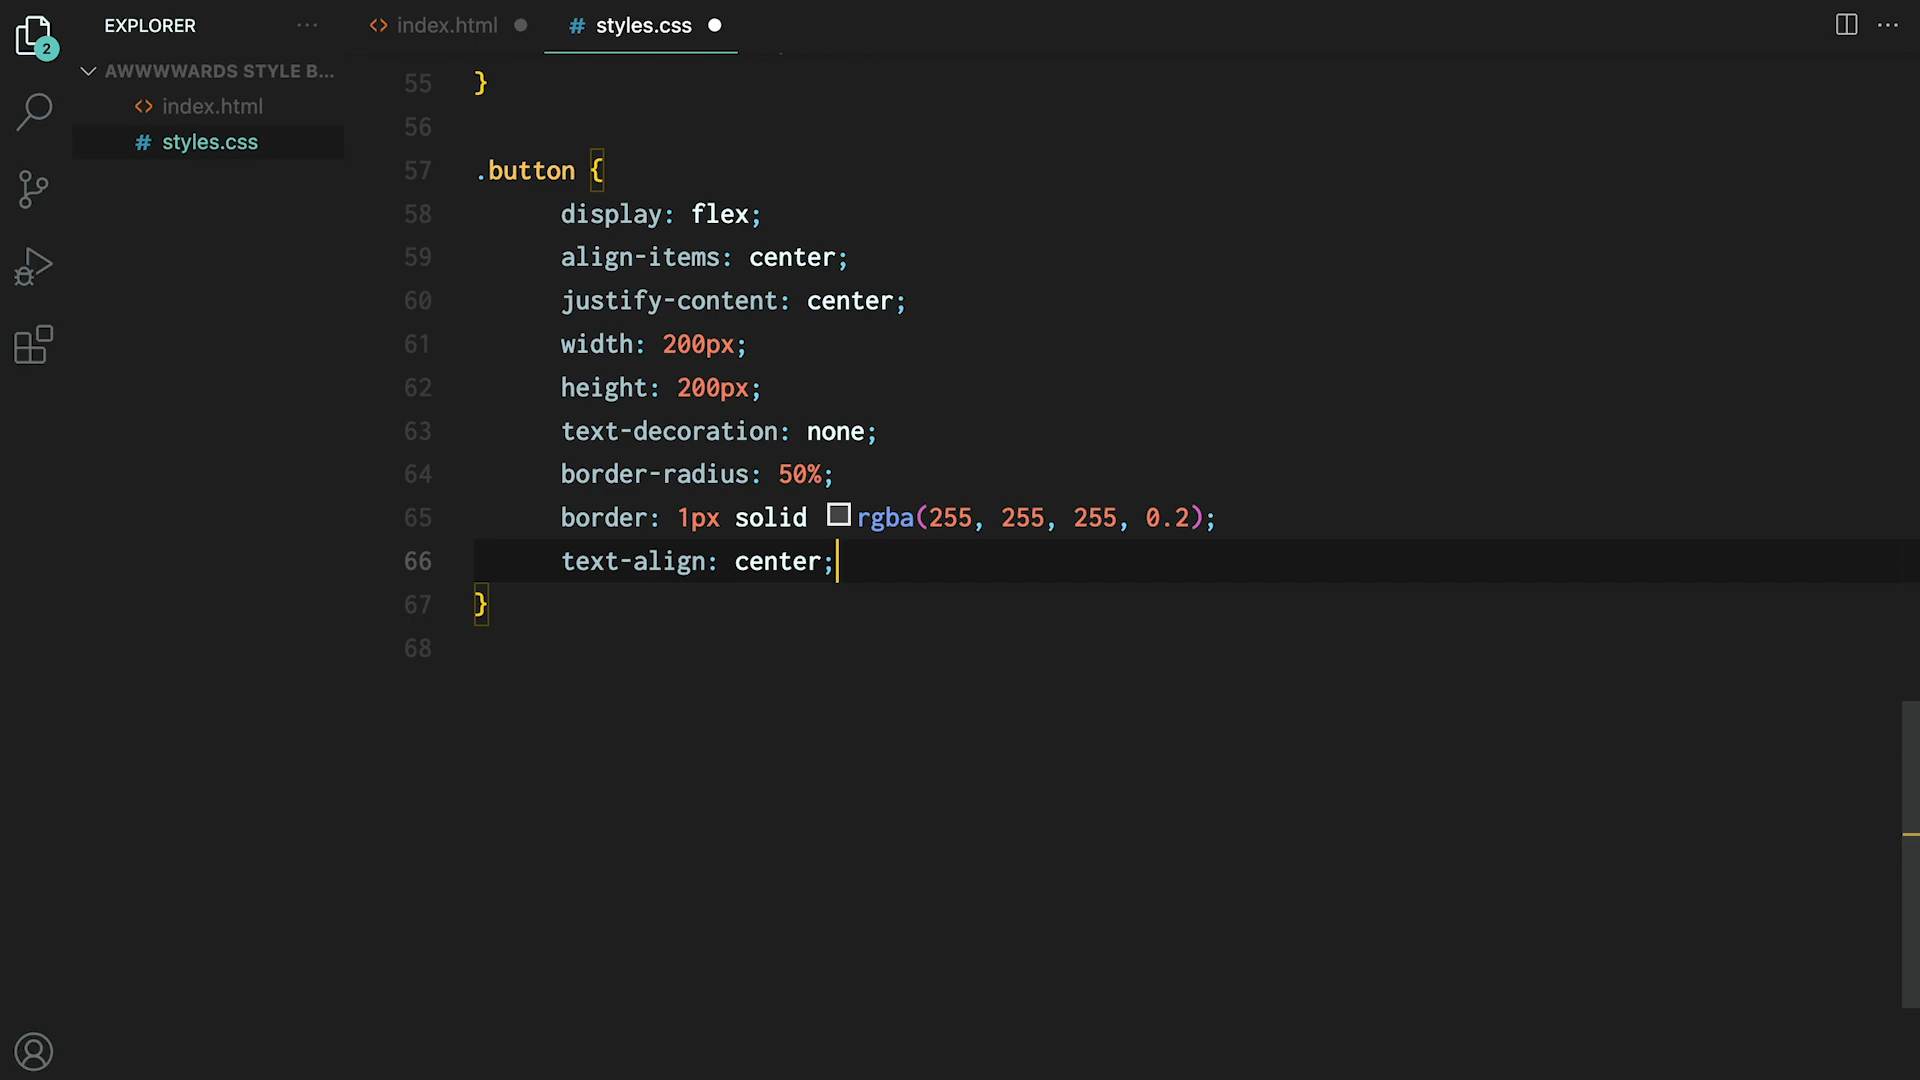 EXPLORER ···
<> index.html ●
# styles.css ●
···
2
AWWWWARDS STYLE B...
<> index.html
# styles.css
55 }
56
57 .button {
58 display: flex;
59 align-items: center;
60 justify-content: center;
61 width: 200px;
62 height: 200px;
63 text-decoration: none;
64 border-radius: 50%;
65 border: 1px solid rgba(255, 255, 255, 0.2);
66 text-align: center;
67 }
68